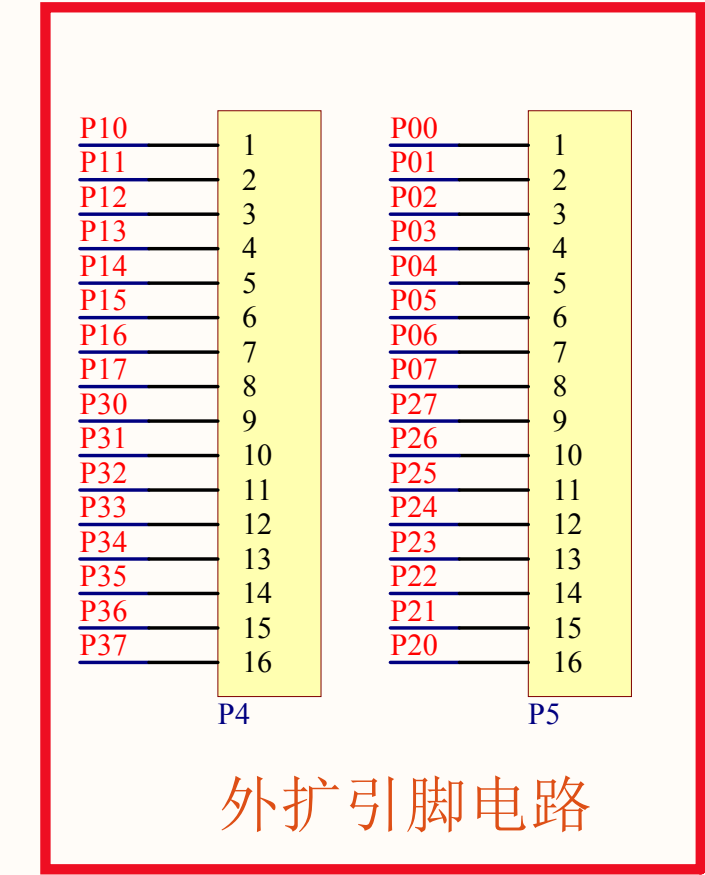 P10 1 P00 1
P11 2 P01 2
P12 3 P02 3
P13 4 P03 4
P14 5 P04 5
P15 6 P05 6
P16 7 P06 7
P17 8 P07 8
P30 9 P27 9
P31 10 P26 10
P32 11 P25 11
P33 12 P24 12
P34 13 P23 13
P35 14 P22 14
P36 15 P21 15
P37 16 P20 16
P4 P5
外扩引脚电路